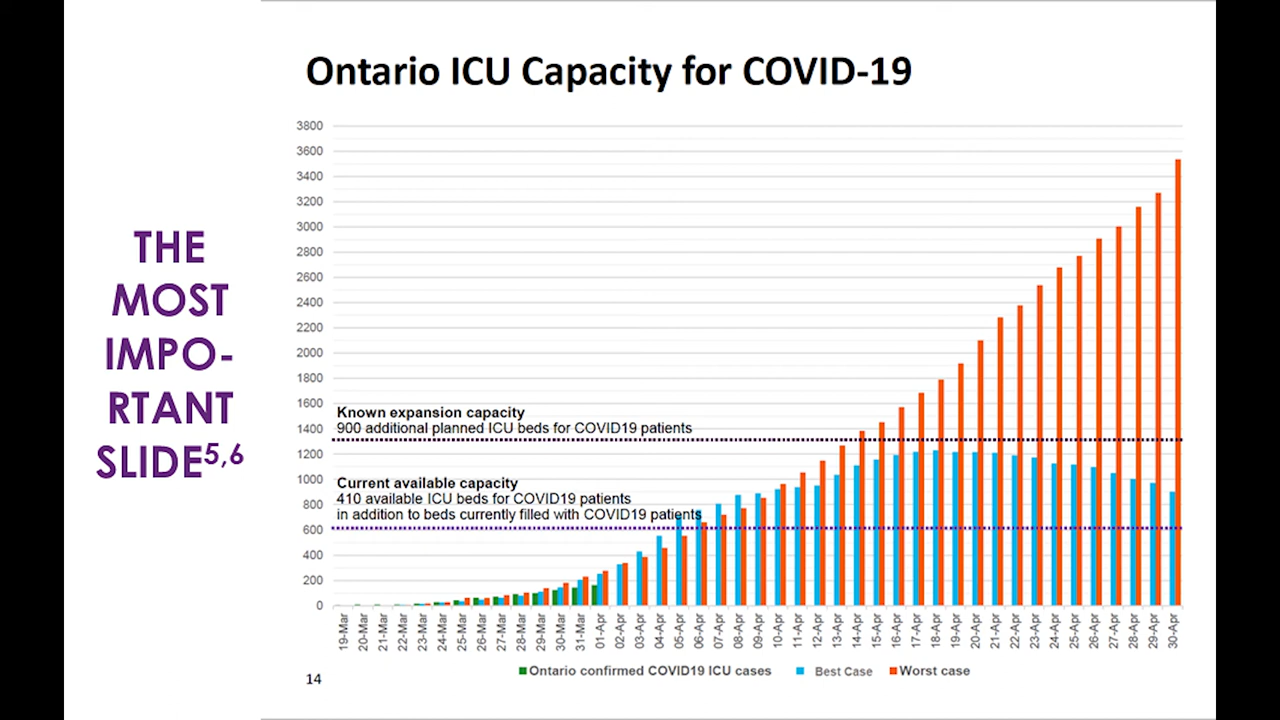 THE
MOST
IMPO-
RTANT
SLIDE5,6
Ontario ICU Capacity for COVID-19
3800
3600
3400
3200
3000
2800
2600
2400
2200
2000
1800
1600
1400
1200
1000
800
600
400
200
0
Known expansion capacity
900 additional planned ICU beds for COVID19 patients
Current available capacity
410 available ICU beds for COVID19 patients
in addition to beds currently filled with COVID19 patients
19-Mar
20-Mar
21-Mar
22-Mar
23-Mar
24-Mar
25-Mar
26-Mar
27-Mar
28-Mar
29-Mar
30-Mar
31-Mar
01-Apr
02-Apr
03-Apr
04-Apr
05-Apr
06-Apr
07-Apr
08-Apr
09-Apr
10-Apr
11-Apr
12-Apr
13-Apr
14-Apr
15-Apr
16-Apr
17-Apr
18-Apr
19-Apr
20-Apr
21-Apr
22-Apr
23-Apr
24-Apr
25-Apr
26-Apr
27-Apr
28-Apr
29-Apr
30-Apr
Ontario confirmed COVID19 ICU cases
Best Case
Worst case
14